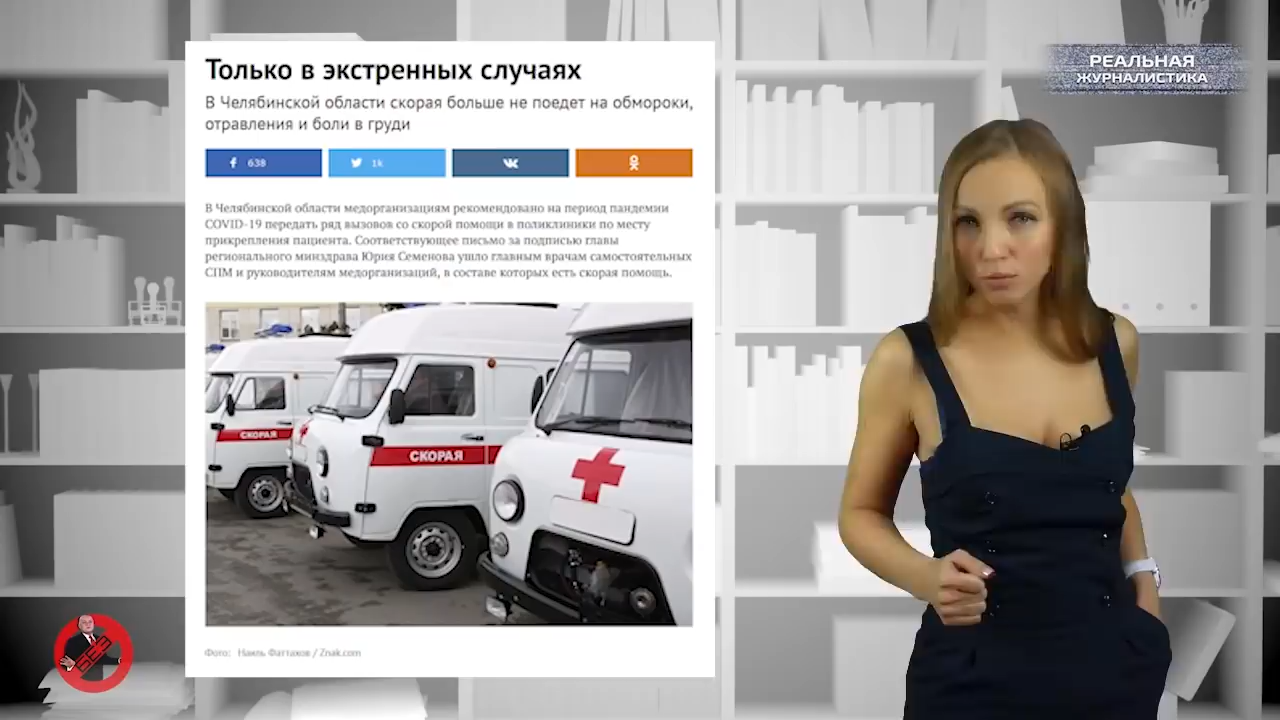 Только в экстренных случаях
В Челябинской области скорая больше не поедет на обмороки,
отравления и боли в груди
638
1k
В Челябинской области медорганизациям рекомендовано на период пандемии
COVID-19 передать ряд вызовов со скорой помощи в поликлиники по месту
прикрепления пациента. Соответствующее письмо за подписью главы
регионального минздрава Юрия Семенова ушло главным врачам самостоятельных
СПМ и руководителям медорганизаций, в составе которых есть скорая помощь.
СКОРАЯ
СКОРАЯ
Фото: Наиль Фаттахов / Znak.com
РЕАЛЬНАЯ
ЖУРНАЛИСТИКА
БЕЗ